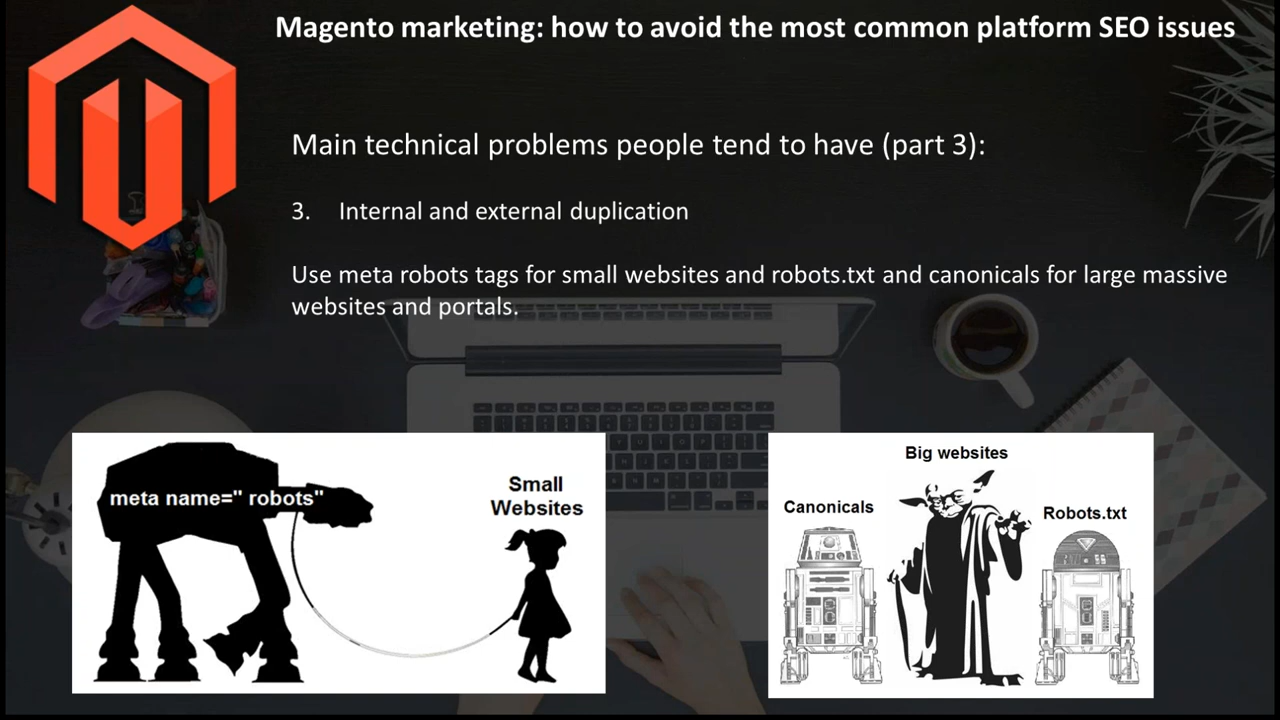 Magento marketing: how to avoid the most common platform SEO issues
Main technical problems people tend to have (part 3):
3. Internal and external duplication
Use meta robots tags for small websites and robots.txt and canonicals for large massive
websites and portals.
meta name=" robots"
Small
Websites
Big websites
Canonicals
Robots.txt